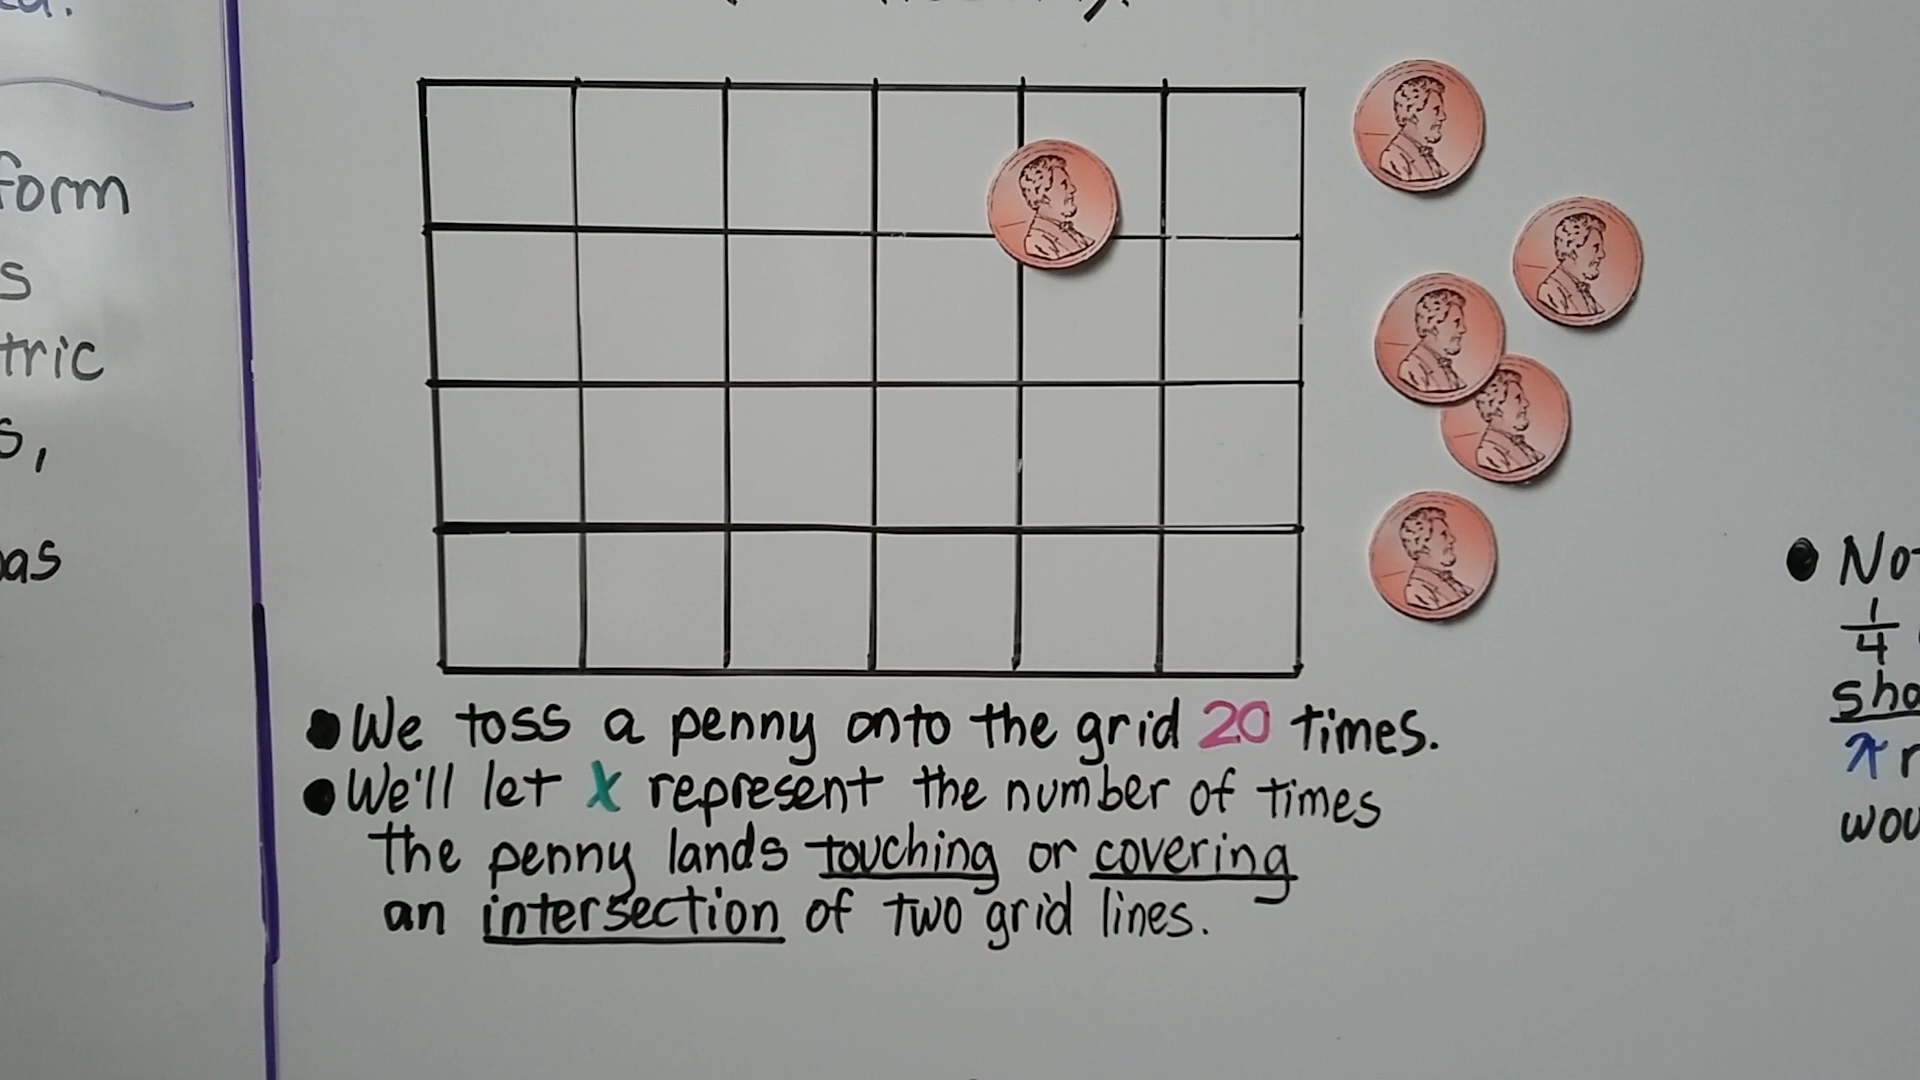 form
s
tric
s,
as
• We toss a penny onto the grid 20 times.
• We'll let x represent the number of times
the penny lands touching or covering
an intersection of two grid lines.
• No
1/4
sho
π r
wou